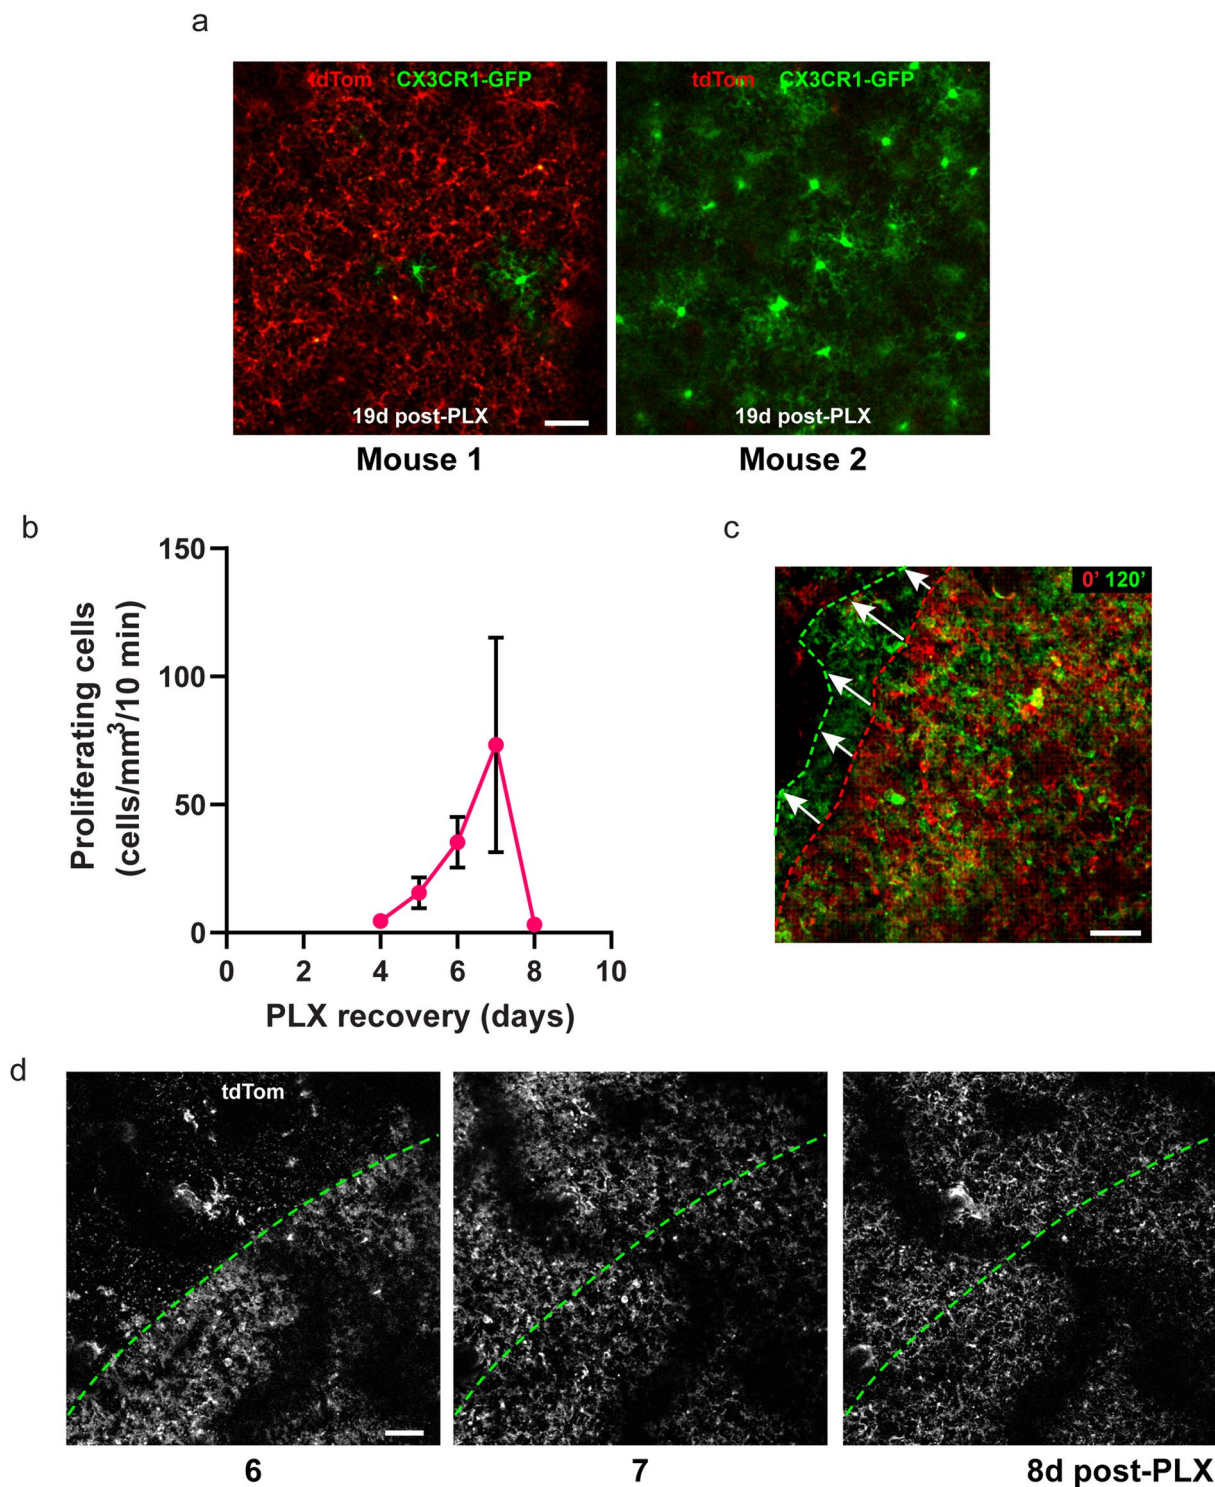 a
tdTom CX3CR1-GFP
19d post-PLX
Mouse 1
tdTom CX3CR1-GFP
19d post-PLX
Mouse 2
b
Proliferating cells
(cells/mm³/10 min)
150
100
50
0
0 2 4 6 8 10
PLX recovery (days)
c
0' 120'
d
tdTom
6
7
8d post-PLX